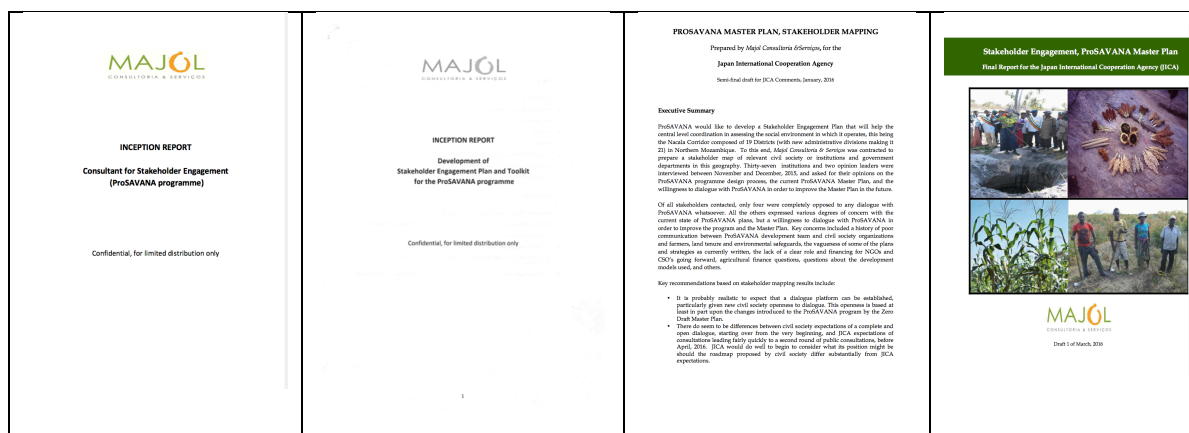 MAJOL
CONSULTORIA & SERVIÇOS
INCEPTION REPORT
Consultant for Stakeholder Engagement
(ProSAVANA programme)
Confidential, for limited distribution only
MAJOL
CONSULTORIA & SERVIÇOS
INCEPTION REPORT
Development of
Stakeholder Engagement Plan and Toolkit
for the ProSAVANA programme
Confidential, for limited distribution only
1
PROSAVANA MASTER PLAN, STAKEHOLDER MAPPING
Prepared by Majol Consultoria &Serviços, for the
Japan International Cooperation Agency
Semi-final draft for JICA Comments, January, 2016
Executive Summary
ProSAVANA would like to develop a Stakeholder Engagement Plan that will help the
central level coordination in assessing the social environment in which it operates, this being
the Nacala Corridor composed of 19 Districts (with new administrative divisions making it
21) in Northern Mozambique. To this end, Majol Consultoria & Serviços was contracted to
prepare a stakeholder map of relevant civil society or institutions and government
departments in this geography. Thirty-seven institutions and two opinion leaders were
interviewed between November and December, 2015, and asked for their opinions on the
ProSAVANA programme design process, the current ProSAVANA Master Plan, and the
willingness to dialogue with ProSAVANA in order to improve the Master Plan in the future.
Of all stakeholders contacted, only four were completely opposed to any dialogue with
ProSAVANA whatsoever. All the others expressed various degrees of concern with the
current state of ProSAVANA plans, but a willingness to dialogue with ProSAVANA in
order to improve the program and the Master Plan. Key concerns included a history of poor
communication between ProSAVANA development team and civil society organizations
and farmers, land tenure and environmental safeguards, the vagueness of some of the plans
and strategies as currently written, the lack of a clear role and financing for NGOs and
CSO's going forward, agricultural finance questions, questions about the development
models used, and others.
Key recommendations based on stakeholder mapping results include:
• It is probably realistic to expect that a dialogue platform can be established,
particularly given new civil society openness to dialogue. This openness is based at
least in part upon the changes introduced to the ProSAVANA program by the Zero
Draft Master Plan.
• There do seem to be differences between civil society expectations of a complete and
open dialogue, starting over from the very beginning, and JICA expectations of
consultations leading fairly quickly to a second round of public consultations, before
April, 2016. JICA would do well to begin to consider what its position might be
should the roadmap proposed by civil society differ substantially from JICA
expectations.
Stakeholder Engagement, ProSAVANA Master Plan
Final Report for the Japan International Cooperation Agency (JICA)
MAJOL
CONSULTORIA & SERVIÇOS
Draft 1 of March, 2016